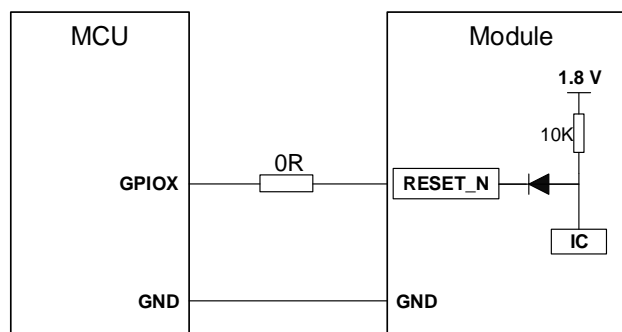 MCU
Module
1.8 V
10K
0R
GPIOX
RESET_N
IC
GND
GND